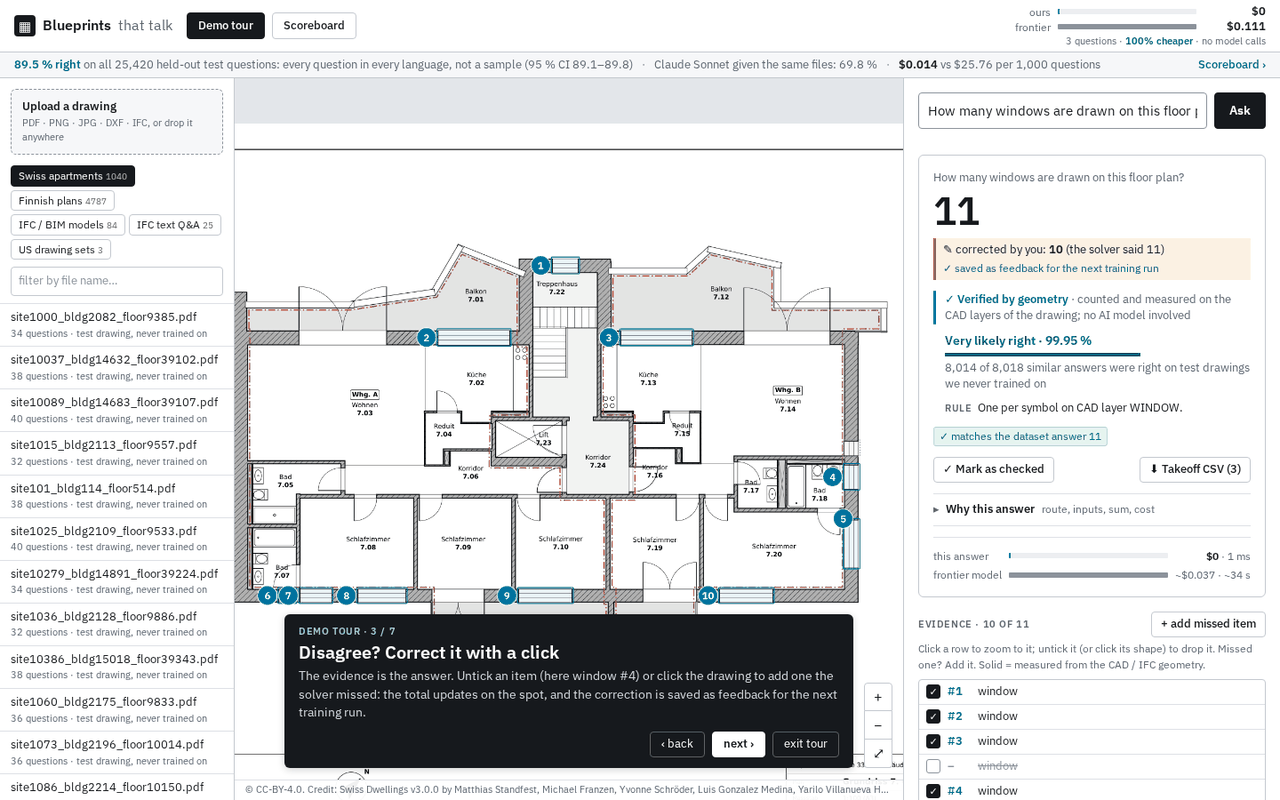 Blueprints that talk
Demo tour
Scoreboard
ours $0
frontier $0.111
3 questions · 100% cheaper · no model calls
89.5 % right on all 25,420 held-out test questions: every question in every language, not a sample (95 % CI 89.1–89.8) · Claude Sonnet given the same files: 69.8 % · $0.014 vs $25.76 per 1,000 questions
Scoreboard ›
Upload a drawing
PDF · PNG · JPG · DXF · IFC, or drop it
anywhere
Swiss apartments 1040
Finnish plans 4787
IFC / BIM models 84
IFC text Q&A 25
US drawing sets 3
filter by file name...
site1000_bldg2082_floor9385.pdf
34 questions · test drawing, never trained on
site10037_bldg14632_floor39102.pdf
38 questions · test drawing, never trained on
site10089_bldg14683_floor39107.pdf
40 questions · test drawing, never trained on
site1015_bldg2113_floor9557.pdf
32 questions · test drawing, never trained on
site101_bldg114_floor514.pdf
38 questions · test drawing, never trained on
site1025_bldg2109_floor9533.pdf
40 questions · test drawing, never trained on
site10279_bldg14891_floor39224.pdf
34 questions · test drawing, never trained on
site1036_bldg2128_floor9886.pdf
32 questions · test drawing, never trained on
site10386_bldg15018_floor39343.pdf
38 questions · test drawing, never trained on
site1060_bldg2175_floor9833.pdf
36 questions · test drawing, never trained on
site1073_bldg2196_floor10014.pdf
36 questions · test drawing, never trained on
site1086_bldg2214_floor10150.pdf
1
Treppenhaus
7.22
Balkon
7.01
Balkon
7.12
2
3
Küche
7.02
Küche
7.13
Whg. A
Wohnen
7.03
Whg. B
Wohnen
7.14
Reduit
7.04
Reduit
7.15
Lift
7.23
Korridor
7.24
Korridor
7.06
Korridor
7.16
Bad
7.05
Bad
7.17
Bad
7.18
4
5
Schlafzimmer
7.08
Schlafzimmer
7.09
Schlafzimmer
7.10
Schlafzimmer
7.19
Schlafzimmer
7.20
Bad
7.07
6
7
8
9
10
DEMO TOUR · 3 / 7
Disagree? Correct it with a click
The evidence is the answer. Untick an item (here window #4) or click the drawing to add one the
solver missed: the total updates on the spot, and the correction is saved as feedback for the next
training run.
‹ back
next ›
exit tour
+
−
N
© CC-BY-4.0. Credit: Swiss Dwellings v3.0.0 by Matthias Standfest, Michael Franzen, Yvonne Schröder, Luis Gonzalez Medina, Yarilo Villanueva H...
How many windows are drawn on this floor
Ask
How many windows are drawn on this floor plan?
11
✎ corrected by you: 10 (the solver said 11)
✓ saved as feedback for the next training run
✓ Verified by geometry · counted and measured on the
CAD layers of the drawing; no AI model involved
Very likely right · 99.95 %
8,014 of 8,018 similar answers were right on test drawings
we never trained on
RULE One per symbol on CAD layer WINDOW.
✓ matches the dataset answer 11
✓ Mark as checked
⬇ Takeoff CSV (3)
▸ Why this answer route, inputs, sum, cost
this answer $0 · 1 ms
frontier model ~$0.037 · ~34 s
EVIDENCE · 10 OF 11
+ add missed item
Click a row to zoom to it; untick it (or click its shape) to drop it. Missed
one? Add it. Solid = measured from the CAD / IFC geometry.
✓ #1 window
✓ #2 window
✓ #3 window
– window
✓ #4 window